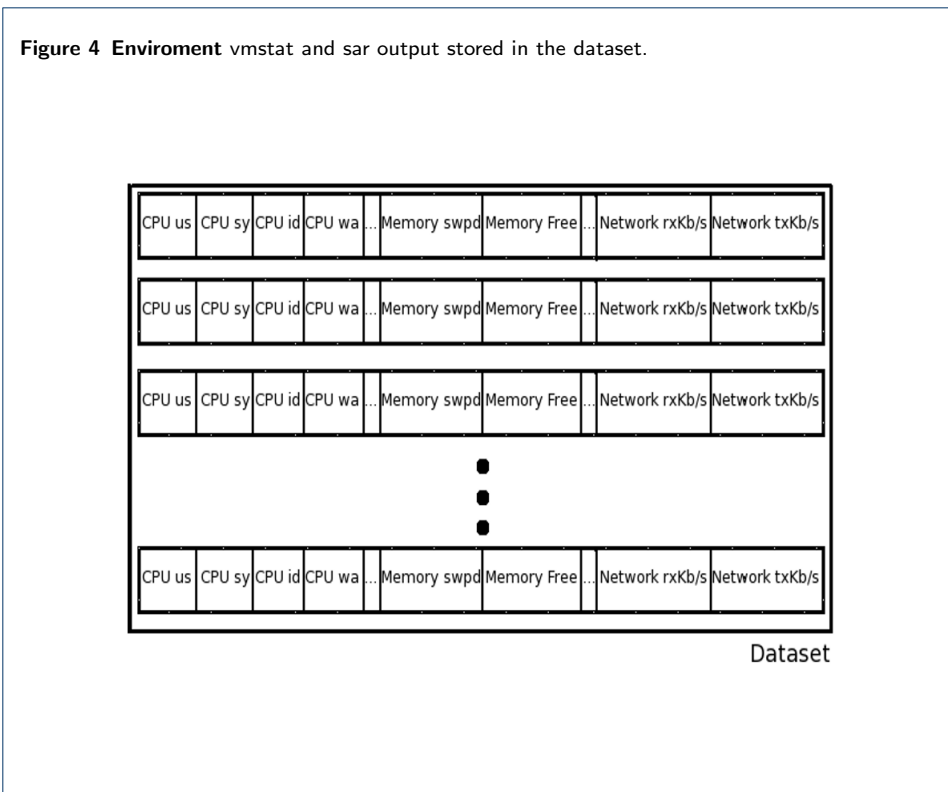 Figure 4 Enviroment vmstat and sar output stored in the dataset.
CPU us CPU sy CPU id CPU wa ... Memory swpd Memory Free ... Network rxKb/s Network txKb/s
CPU us CPU sy CPU id CPU wa ... Memory swpd Memory Free ... Network rxKb/s Network txKb/s
CPU us CPU sy CPU id CPU wa ... Memory swpd Memory Free ... Network rxKb/s Network txKb/s
CPU us CPU sy CPU id CPU wa ... Memory swpd Memory Free ... Network rxKb/s Network txKb/s
Dataset